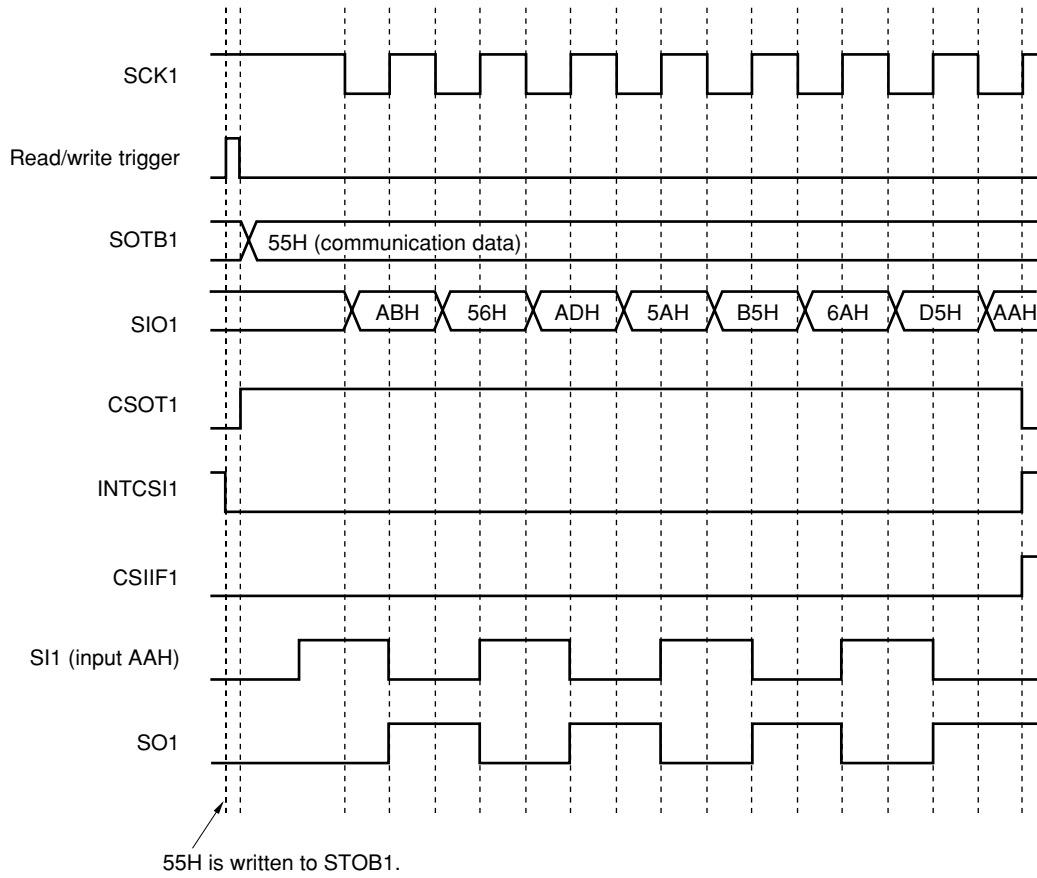 SCK1
Read/write trigger
SOTB1
55H (communication data)
SIO1
ABH 56H ADH 5AH B5H 6AH D5H AAH
CSOT1
INTCSI1
CSIIF1
SI1 (input AAH)
SO1
55H is written to STOB1.